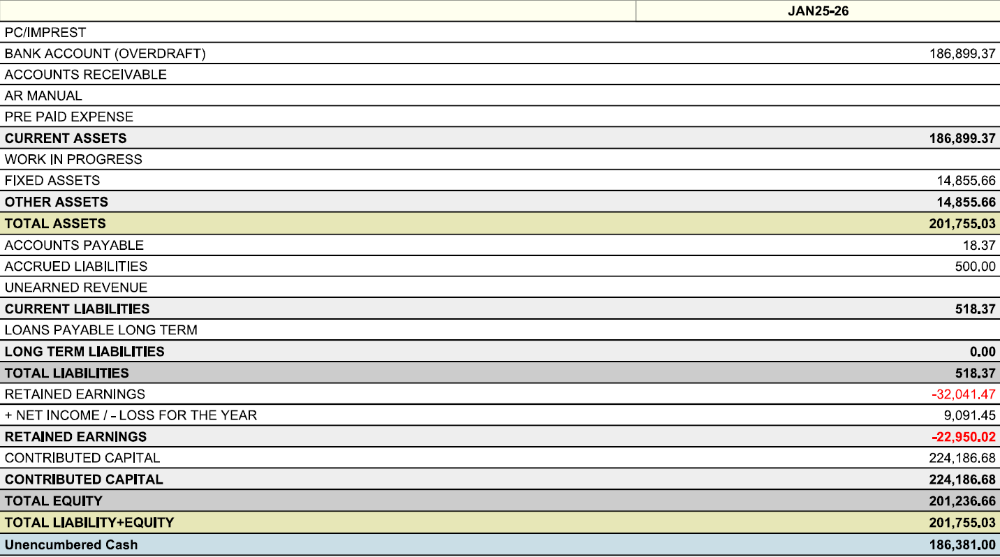 JAN25-26
PC/IMPREST
BANK ACCOUNT (OVERDRAFT) 186,899.37
ACCOUNTS RECEIVABLE
AR MANUAL
PRE PAID EXPENSE
CURRENT ASSETS 186,899.37
WORK IN PROGRESS
FIXED ASSETS 14,855.66
OTHER ASSETS 14,855.66
TOTAL ASSETS 201,755.03
ACCOUNTS PAYABLE 18.37
ACCRUED LIABILITIES 500.00
UNEARNED REVENUE
CURRENT LIABILITIES 518.37
LOANS PAYABLE LONG TERM
LONG TERM LIABILITIES 0.00
TOTAL LIABILITIES 518.37
RETAINED EARNINGS -32,041.47
+ NET INCOME / - LOSS FOR THE YEAR 9,091.45
RETAINED EARNINGS -22,950.02
CONTRIBUTED CAPITAL 224,186.68
CONTRIBUTED CAPITAL 224,186.68
TOTAL EQUITY 201,236.66
TOTAL LIABILITY+EQUITY 201,755.03
Unencumbered Cash 186,381.00